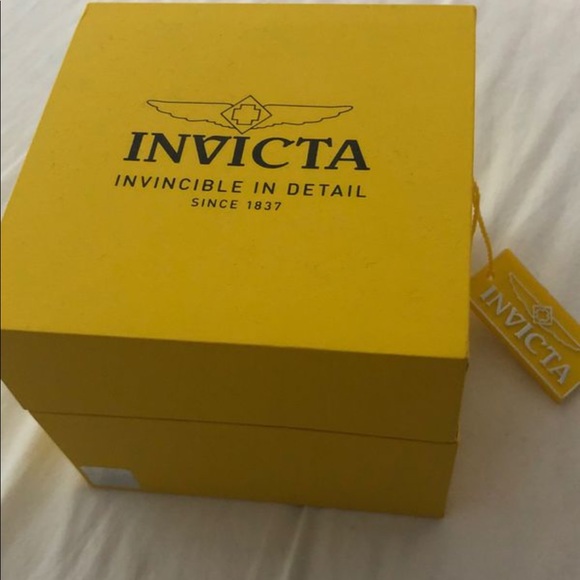 INVICTA
INVINCIBLE IN DETAIL
SINCE 1837
INVICTA